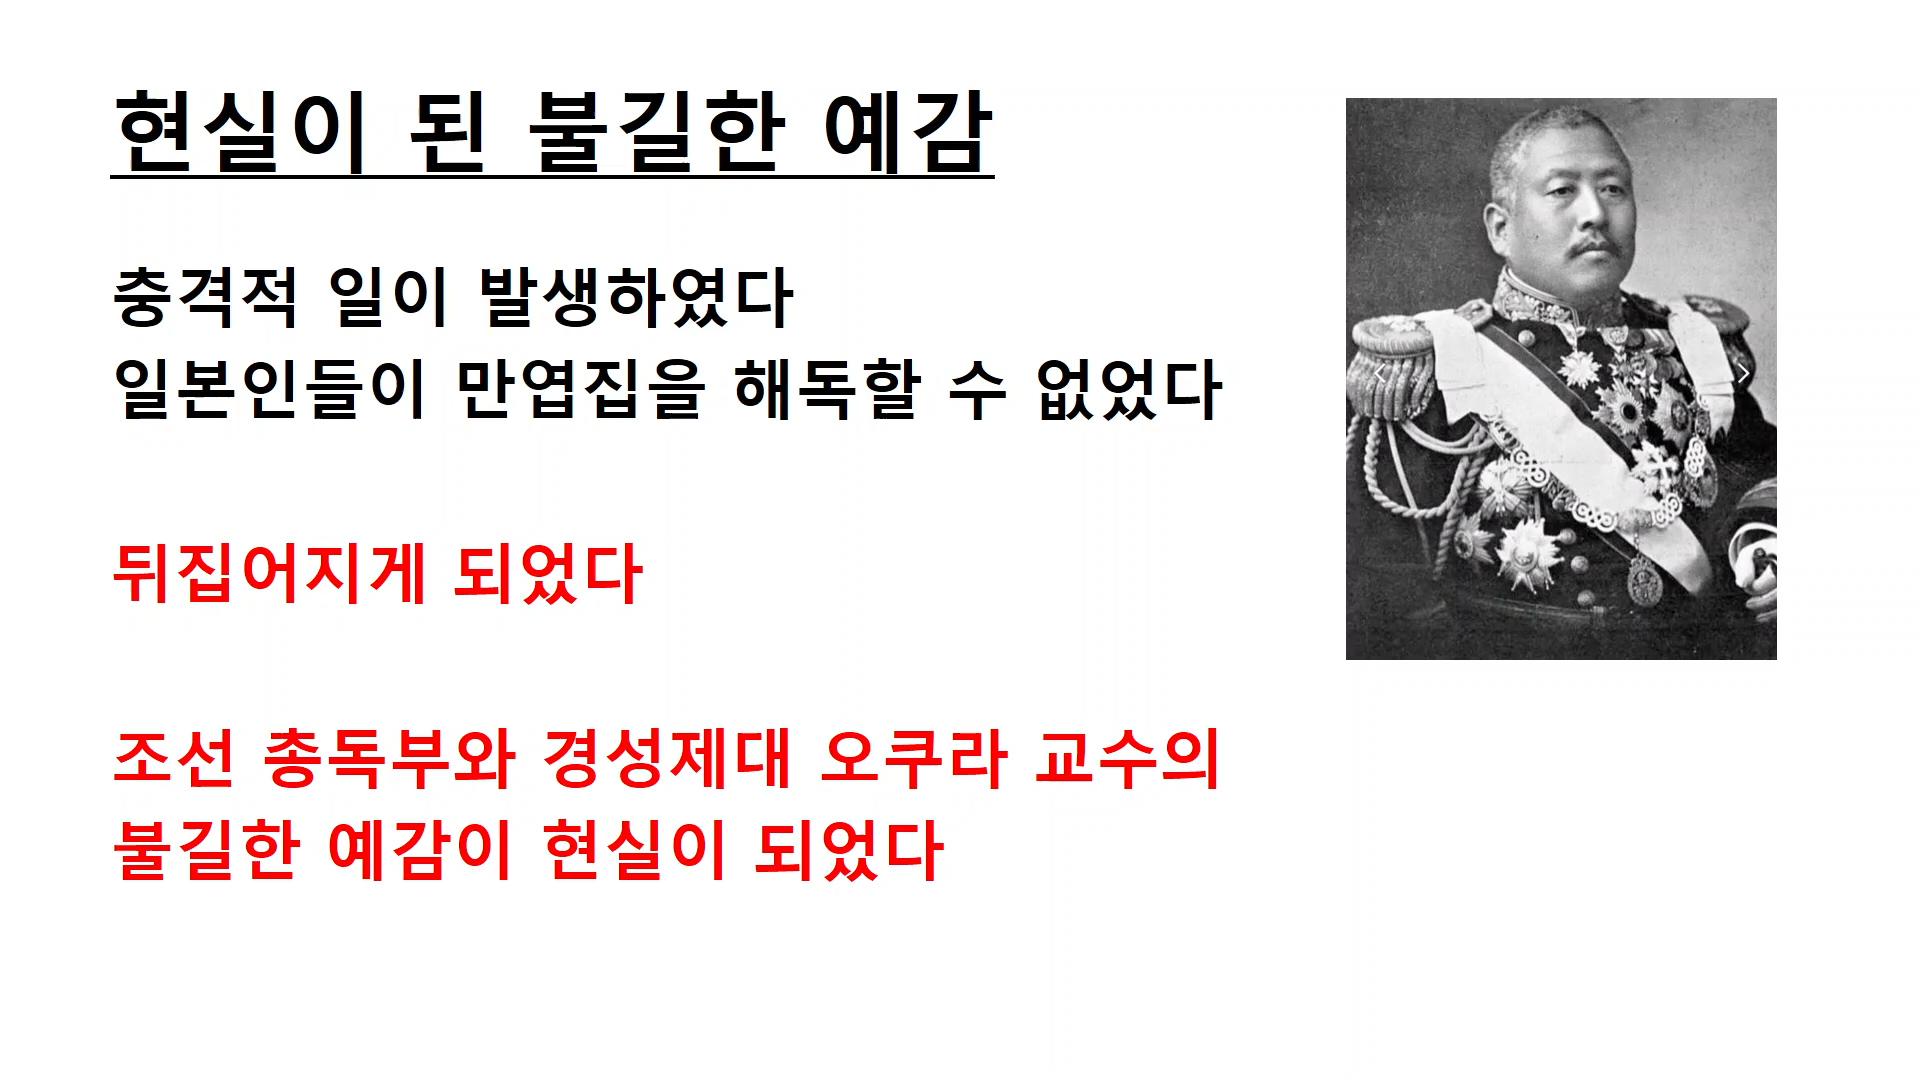 현실이 된 불길한 예감
충격적 일이 발생하였다
일본인들이 만엽집을 해독할 수 없었다
뒤집어지게 되었다
조선 총독부와 경성제대 오쿠라 교수의
불길한 예감이 현실이 되었다